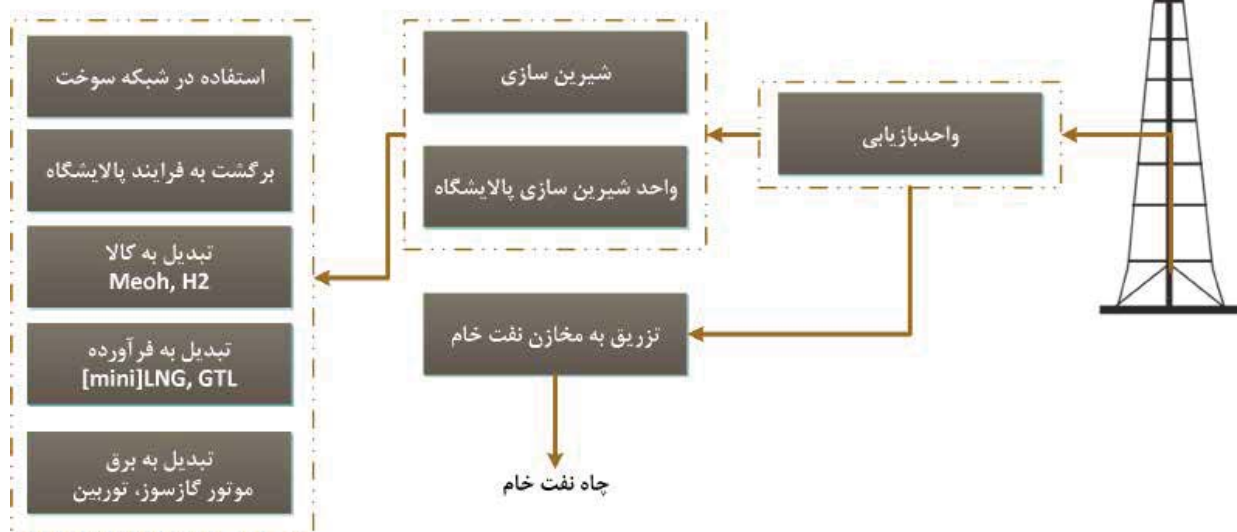 واحدبازیابی
شیرین سازی
واحد شیرین سازی پالایشگاه
تزریق به مخازن نفت خام
چاه نفت خام
استفاده در شبکه سوخت
برگشت به فرایند پالایشگاه
تبدیل به کالا
Meoh, H2
تبدیل به فرآورده
[mini]LNG, GTL
تبدیل به برق
موتور گازسوز، توربین